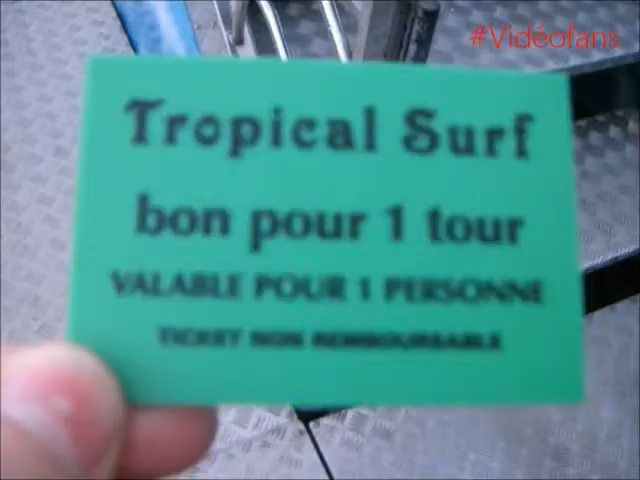 #Vidéofans
Tropical Surf
bon pour 1 tour
VALABLE POUR 1 PERSONNE
TICKET NON REMBOURSABLE